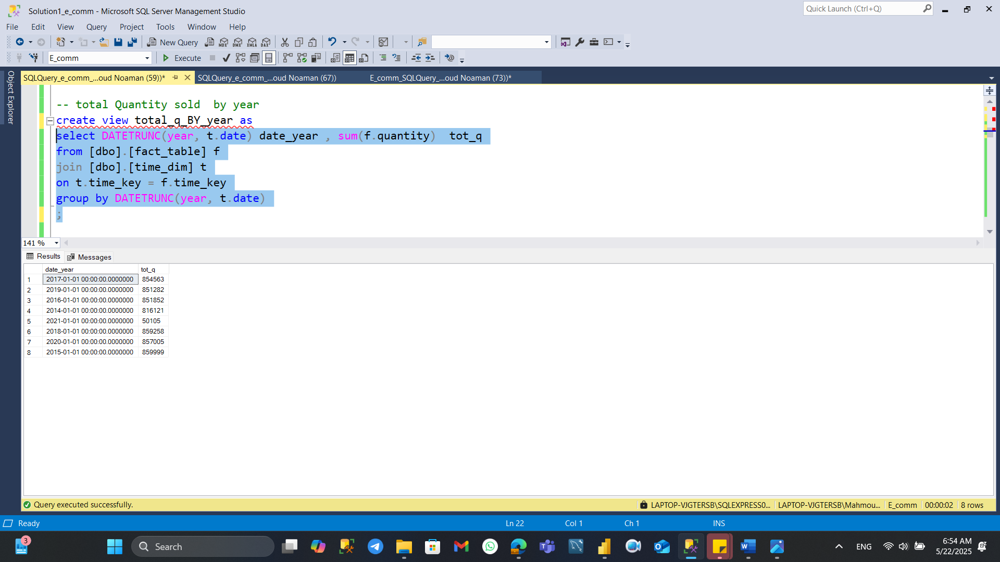 Solution1_e_comm - Microsoft SQL Server Management Studio
Quick Launch (Ctrl+Q)
File Edit View Query Project Tools Window Help
New Query
MDX DMX XMLA DAX
E_comm
Execute
Object Explorer
SQLQuery_e_comm_...oud Noaman (59))*
SQLQuery_e_comm_...oud Noaman (67))
E_comm_SQLQuery_...oud Noaman (73))*
-- total Quantity sold  by year
create view total_q_BY_year as
select DATETRUNC(year, t.date) date_year , sum(f.quantity)  tot_q
from [dbo].[fact_table] f
join [dbo].[time_dim] t
on t.time_key = f.time_key
group by DATETRUNC(year, t.date)
;
141 %
Results Messages
date_year tot_q
1 2017-01-01 00:00:00.0000000 854563
2 2019-01-01 00:00:00.0000000 851282
3 2016-01-01 00:00:00.0000000 851852
4 2014-01-01 00:00:00.0000000 816121
5 2021-01-01 00:00:00.0000000 50105
6 2018-01-01 00:00:00.0000000 859258
7 2020-01-01 00:00:00.0000000 857005
8 2015-01-01 00:00:00.0000000 859999
Query executed successfully.
LAPTOP-VJGTERSB\SQLEXPRESS0...
LAPTOP-VJGTERSB\Mahmou...
E_comm
00:00:02
8 rows
Ready
Ln 22
Col 1
Ch 1
INS
3
Search
ENG
6:54 AM
5/22/2025